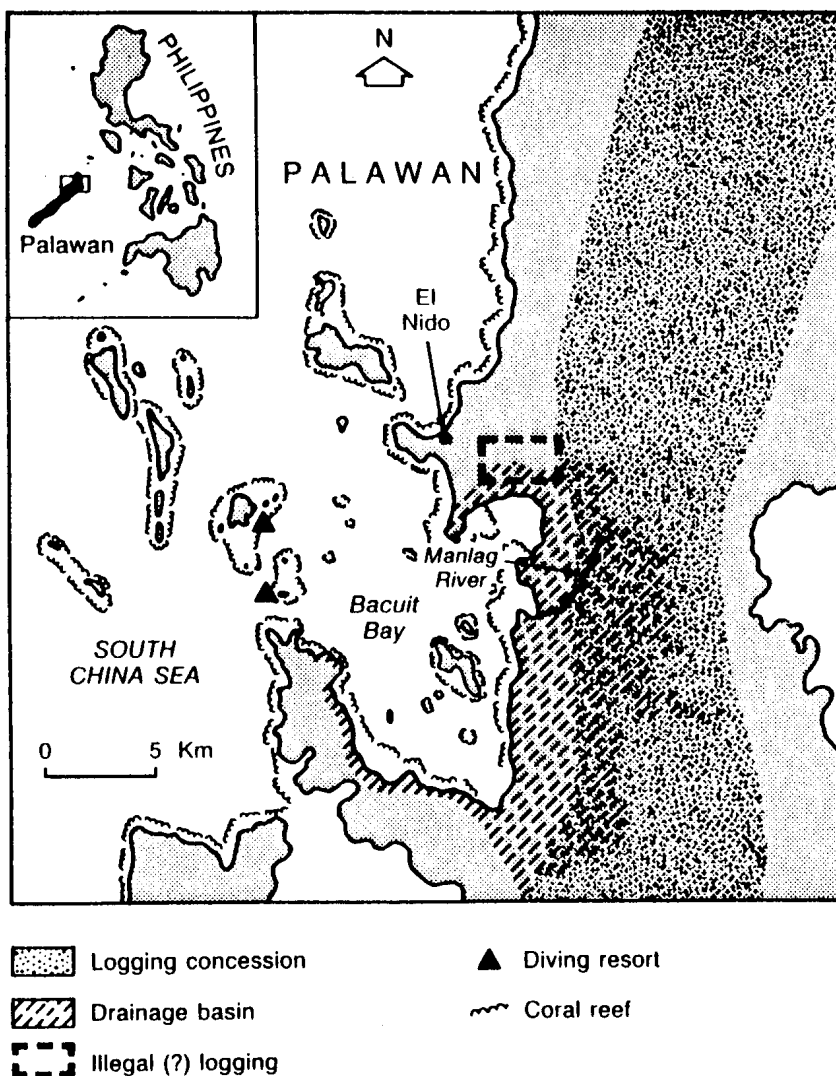 PHILIPPINES
Palawan
N
PALAWAN
El
Nido
Manlag
River
Bacuit
Bay
SOUTH
CHINA SEA
0 5 Km
Logging concession
Drainage basin
Illegal (?) logging
Diving resort
Coral reef